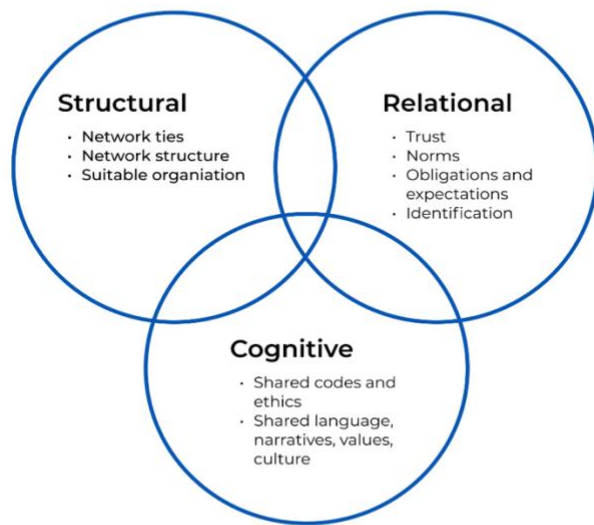 Structural
• Network ties
• Network structure
• Suitable organiation
Relational
• Trust
• Norms
• Obligations and
expectations
• Identification
Cognitive
• Shared codes and
ethics
• Shared language,
narratives, values,
culture